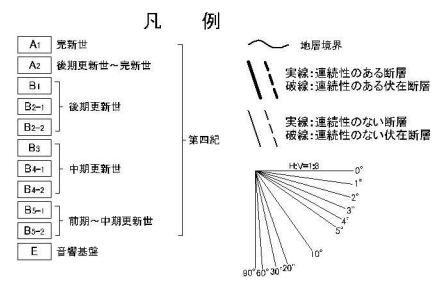 凡 例
A1 完新世
A2 後期更新世～完新世
B1
B2-1 後期更新世
B2-2
B3
B4-1 中期更新世
B4-2
B5-1 前期～中期更新世
B5-2
E 音響基盤
第四紀
地層境界
実線:連続性のある断層
破線:連続性のある伏在断層
実線:連続性のない断層
破線:連続性のない伏在断層
H:V=1:8
0°
1°
2°
3°
4°
5°
10°
20°
30°
60°
90°